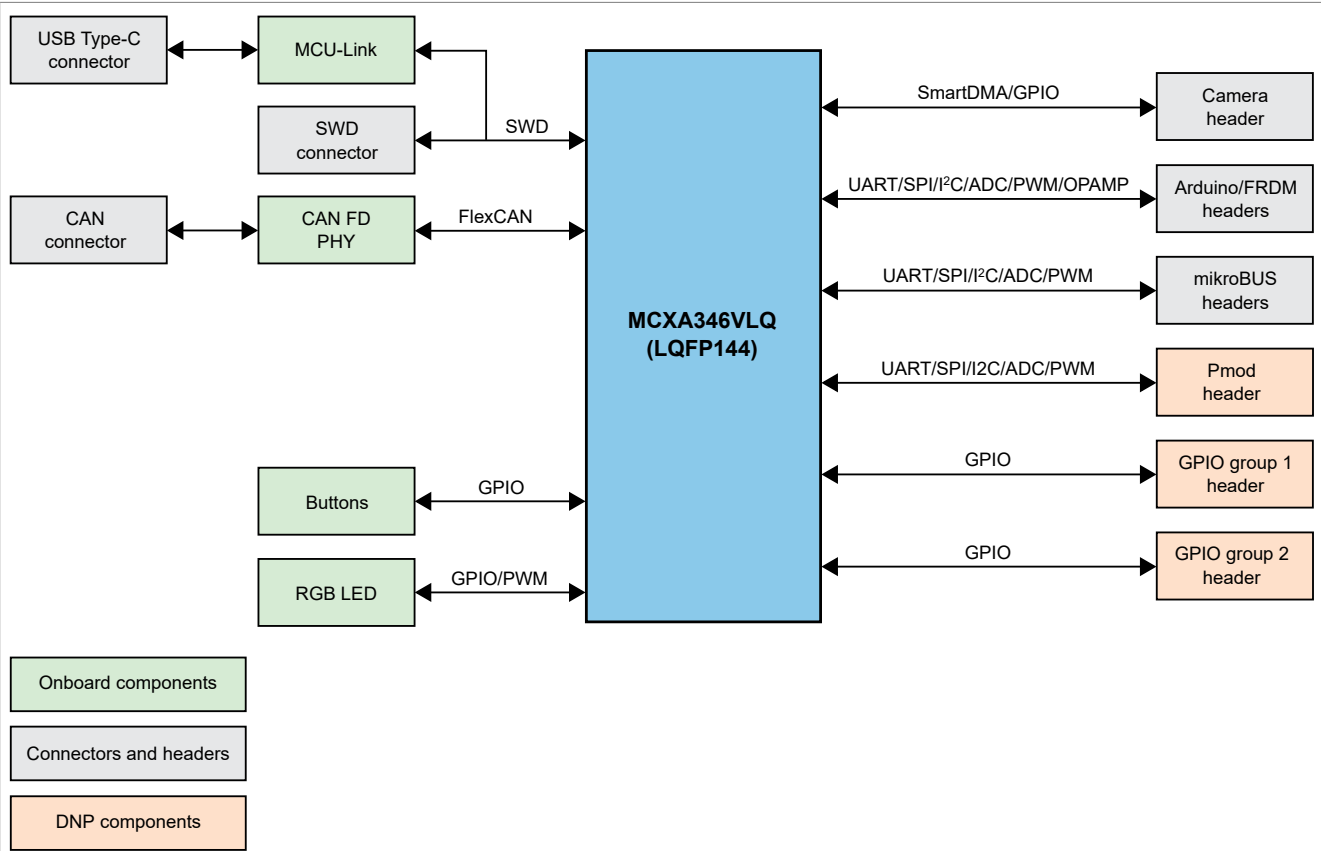 USB Type-C
connector
MCU-Link
SWD
connector
SWD
CAN
connector
CAN FD
PHY
FlexCAN
Buttons
GPIO
RGB LED
GPIO/PWM
MCXA346VLQ
(LQFP144)
SmartDMA/GPIO
Camera
header
UART/SPI/I²C/ADC/PWM/OPAMP
Arduino/FRDM
headers
UART/SPI/I²C/ADC/PWM
mikroBUS
headers
UART/SPI/I2C/ADC/PWM
Pmod
header
GPIO
GPIO group 1
header
GPIO
GPIO group 2
header
Onboard components
Connectors and headers
DNP components